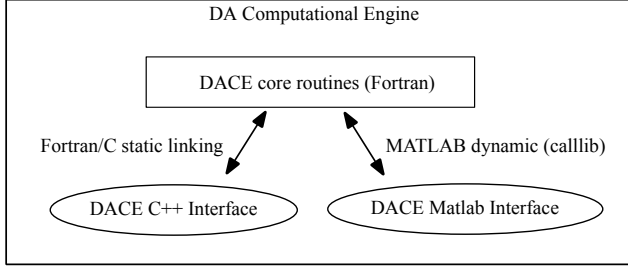 DA Computational Engine
DACE core routines (Fortran)
Fortran/C static linking
MATLAB dynamic (calllib)
DACE C++ Interface
DACE Matlab Interface